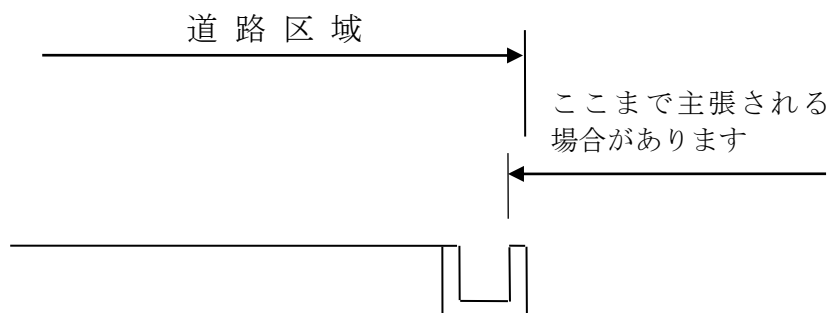 道路区域
ここまで主張される
場合があります